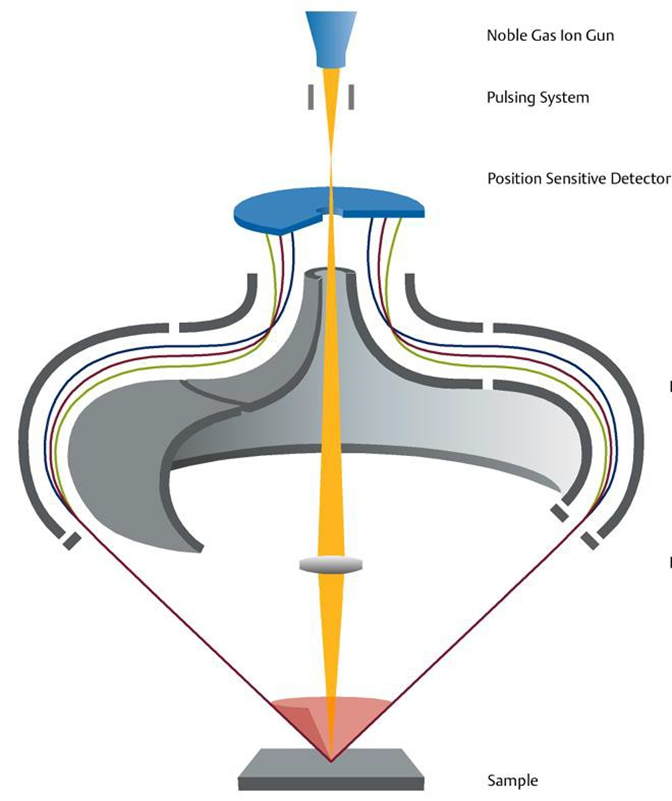 Noble Gas Ion Gun
Pulsing System
Position Sensitive Detector
Sample